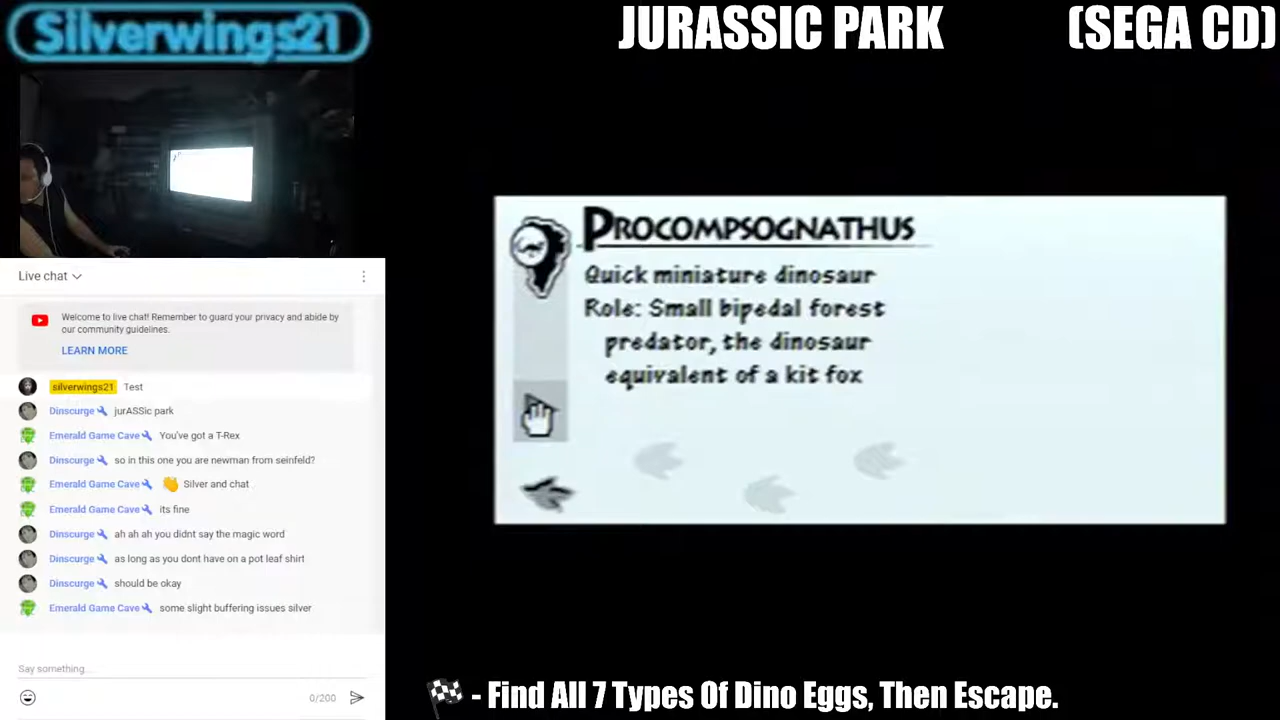 Silverwings21
JURASSIC PARK (SEGA CD)
Live chat
Welcome to live chat! Remember to guard your privacy and abide by
our community guidelines.
LEARN MORE
silverwings21 Test
Dinscurge jurASSic park
Emerald Game Cave You've got a T-Rex
Dinscurge so in this one you are newman from seinfeld?
Emerald Game Cave 👏 Silver and chat
Emerald Game Cave its fine
Dinscurge ah ah ah you didnt say the magic word
Dinscurge as long as you dont have on a pot leaf shirt
Dinscurge should be okay
Emerald Game Cave some slight buffering issues silver
Say something...
0/200
PROCOMPSOGNATHUS
Quick miniature dinosaur
Role: Small bipedal forest
predator, the dinosaur
equivalent of a kit fox
🏁 - Find All 7 Types Of Dino Eggs, Then Escape.